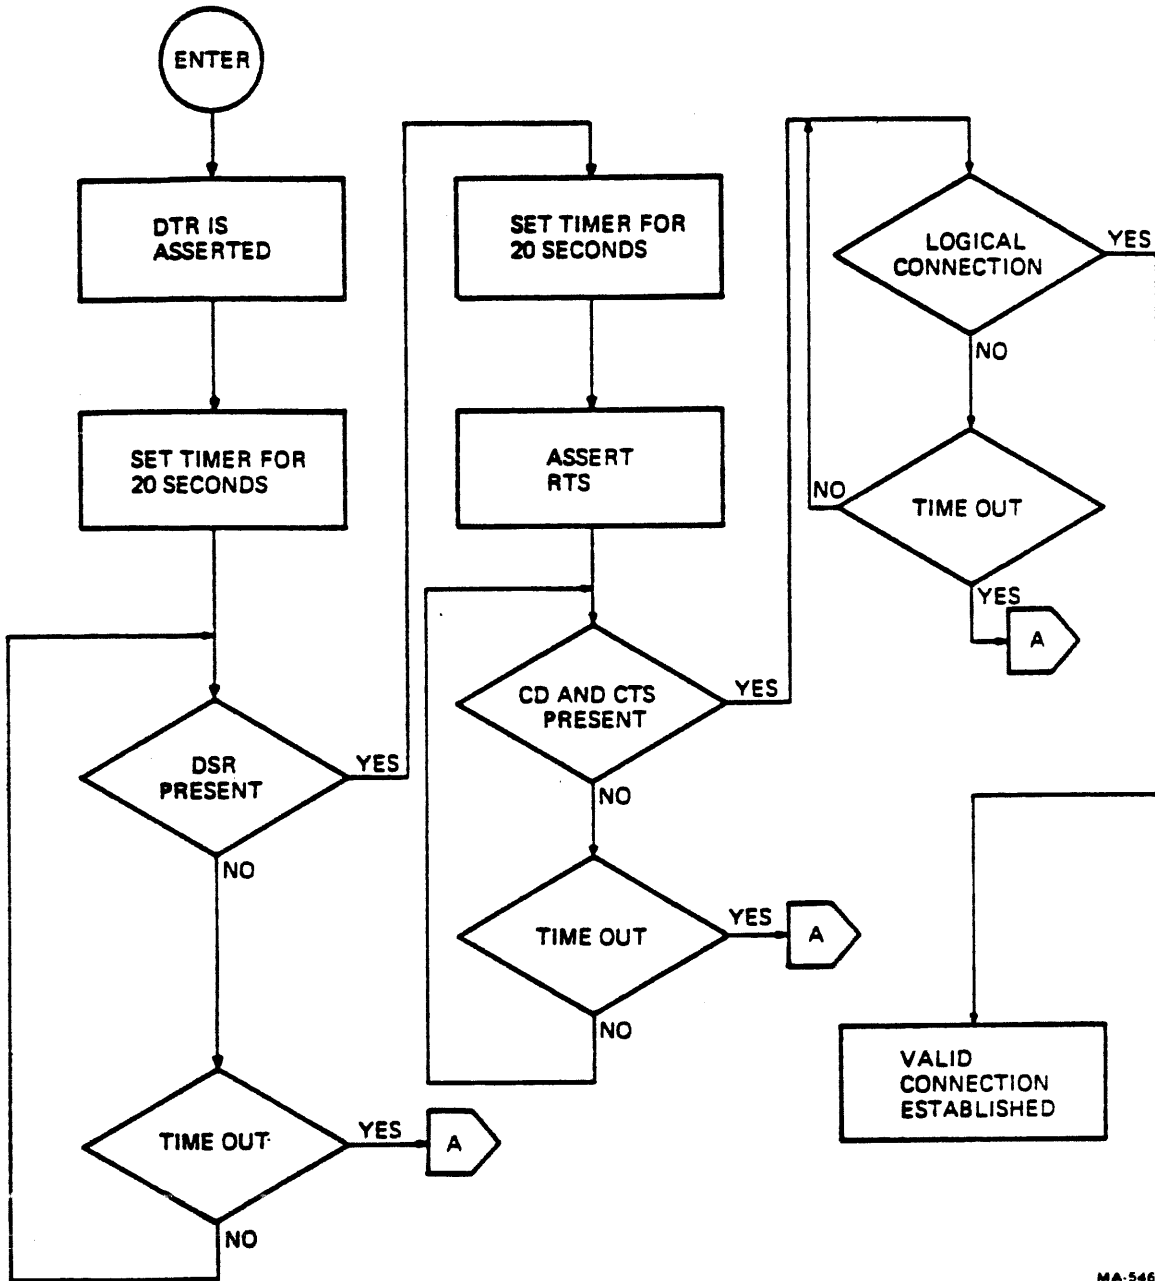 ENTER
DTR IS
ASSERTED
SET TIMER FOR
20 SECONDS
DSR
PRESENT
YES
NO
TIME OUT
YES
A
NO
SET TIMER FOR
20 SECONDS
ASSERT
RTS
CD AND CTS
PRESENT
YES
NO
TIME OUT
YES
A
NO
LOGICAL
CONNECTION
YES
NO
TIME OUT
NO
YES
A
VALID
CONNECTION
ESTABLISHED
MA-546